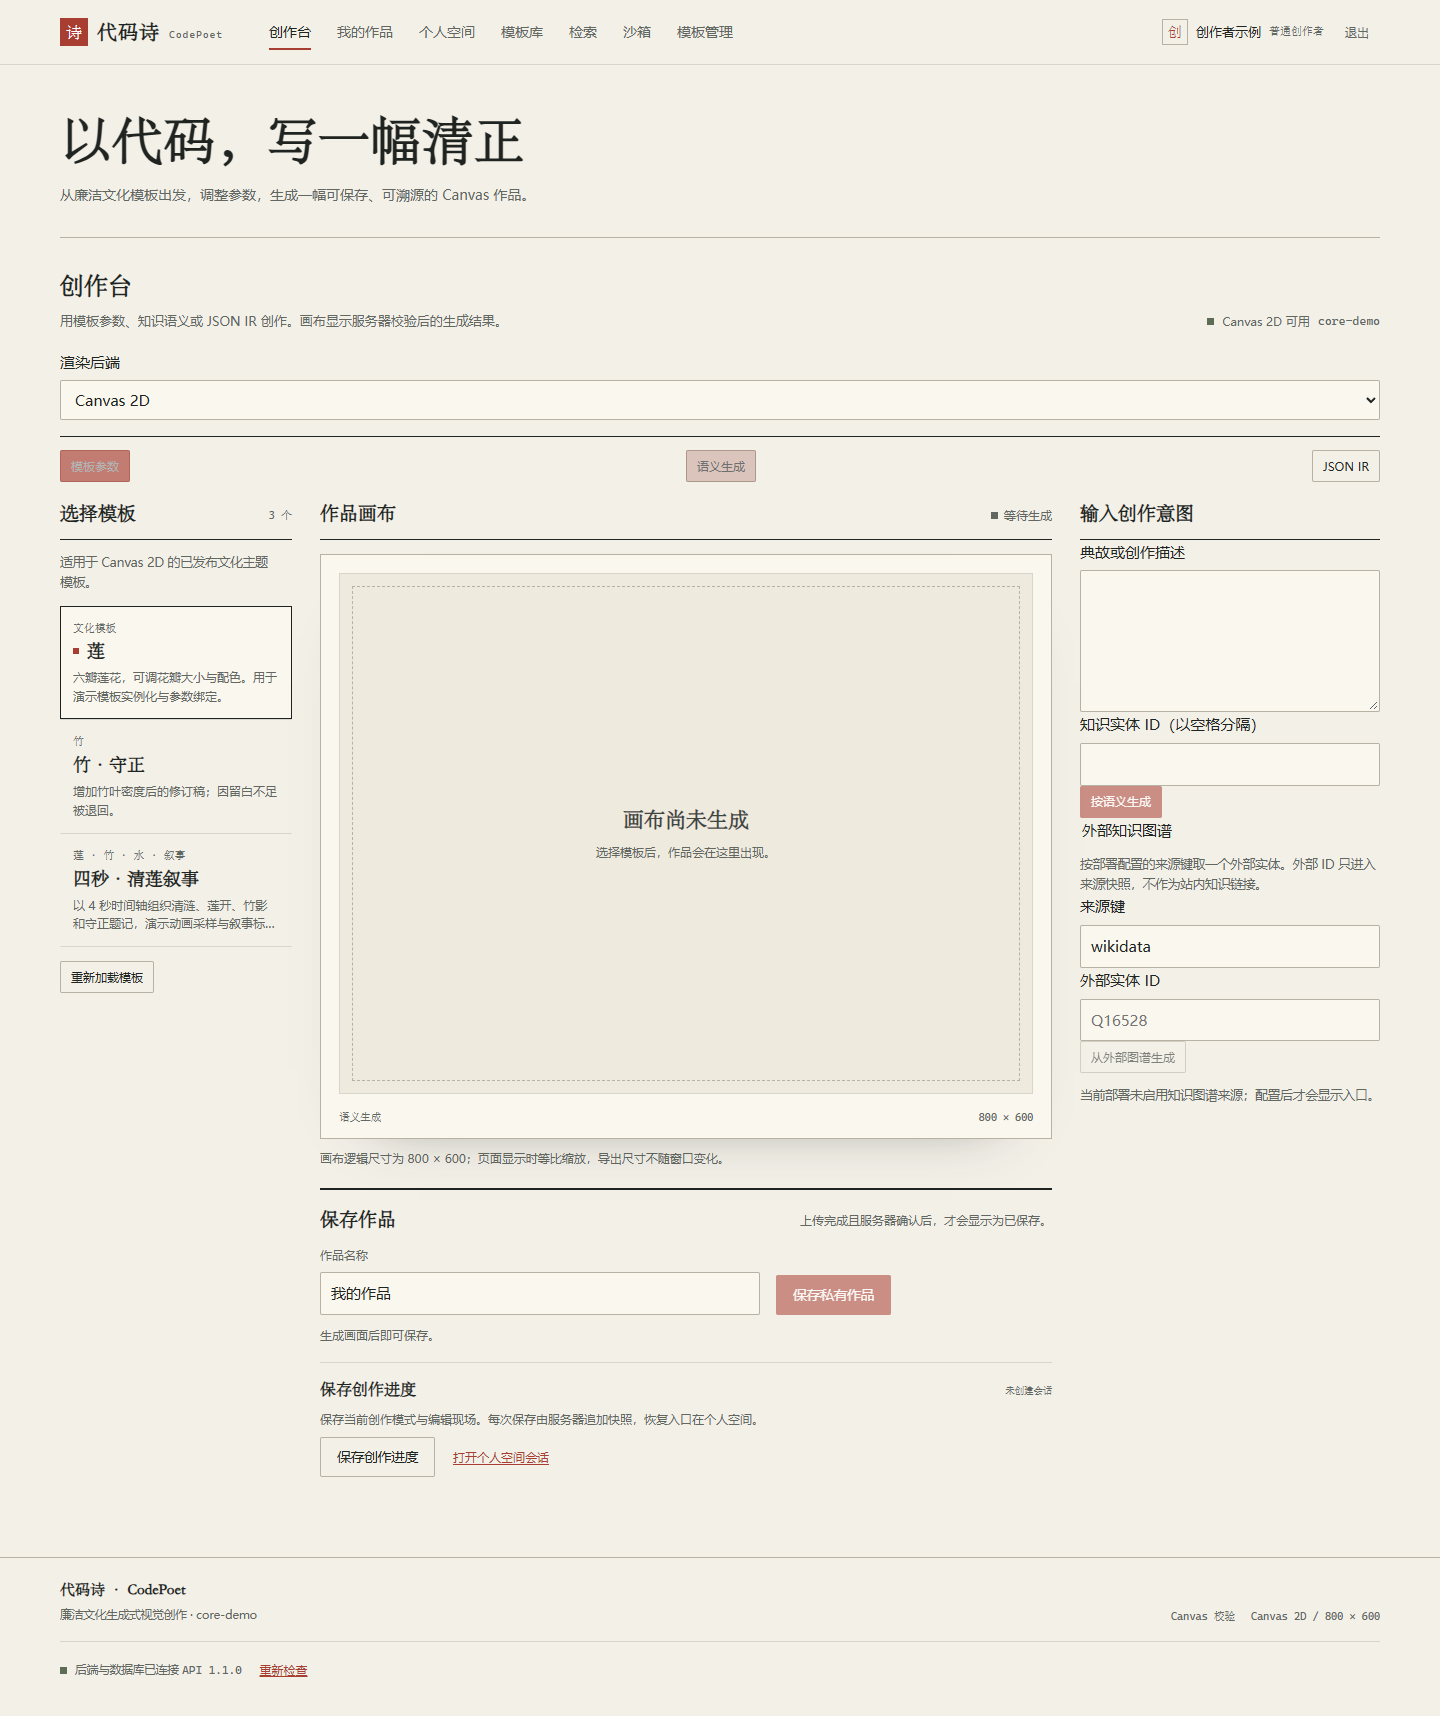 诗 代码诗 CodePoet 创作台 我的作品 个人空间 模板库 检索 沙箱 模板管理 创 创作者示例 普通创作者 退出
以代码，写一幅清正
从廉洁文化模板出发，调整参数，生成一幅可保存、可溯源的 Canvas 作品。
创作台
用模板参数、知识语义或 JSON IR 创作。画布显示服务器校验后的生成结果。 Canvas 2D 可用 core-demo
渲染后端
Canvas 2D
模板参数 语义生成 JSON IR
选择模板 3 个
适用于 Canvas 2D 的已发布文化主题
模板。
文化模板
莲
六瓣莲花，可调花瓣大小与配色。用于
演示模板实例化与参数绑定。
竹
竹 · 守正
增加竹叶密度后的修订稿；因留白不足
被退回。
莲 · 竹 · 水 · 叙事
四秒 · 清莲叙事
以 4 秒时间轴组织清涟、莲开、竹影
和守正题记，演示动画采样与叙事标...
重新加载模板
作品画布 等待生成
画布尚未生成
选择模板后，作品会在这里出现。
语义生成 800 × 600
画布逻辑尺寸为 800 × 600；页面显示时等比缩放，导出尺寸不随窗口变化。
保存作品 上传完成且服务器确认后，才会显示为已保存。
作品名称
我的作品 保存私有作品
生成画面后即可保存。
保存创作进度 未创建会话
保存当前创作模式与编辑现场。每次保存由服务器追加快照，恢复入口在个人空间。
保存创作进度 打开个人空间会话
输入创作意图
典故或创作描述
知识实体 ID（以空格分隔）
按语义生成
外部知识图谱
按部署配置的来源键取一个外部实体。外部 ID 只进入
来源快照，不作为站内知识链接。
来源键
wikidata
外部实体 ID
Q16528
从外部图谱生成
当前部署未启用知识图谱来源；配置后才会显示入口。
代码诗 · CodePoet
廉洁文化生成式视觉创作 · core-demo Canvas 校验 Canvas 2D / 800 × 600
后端与数据库已连接 API 1.1.0 重新检查